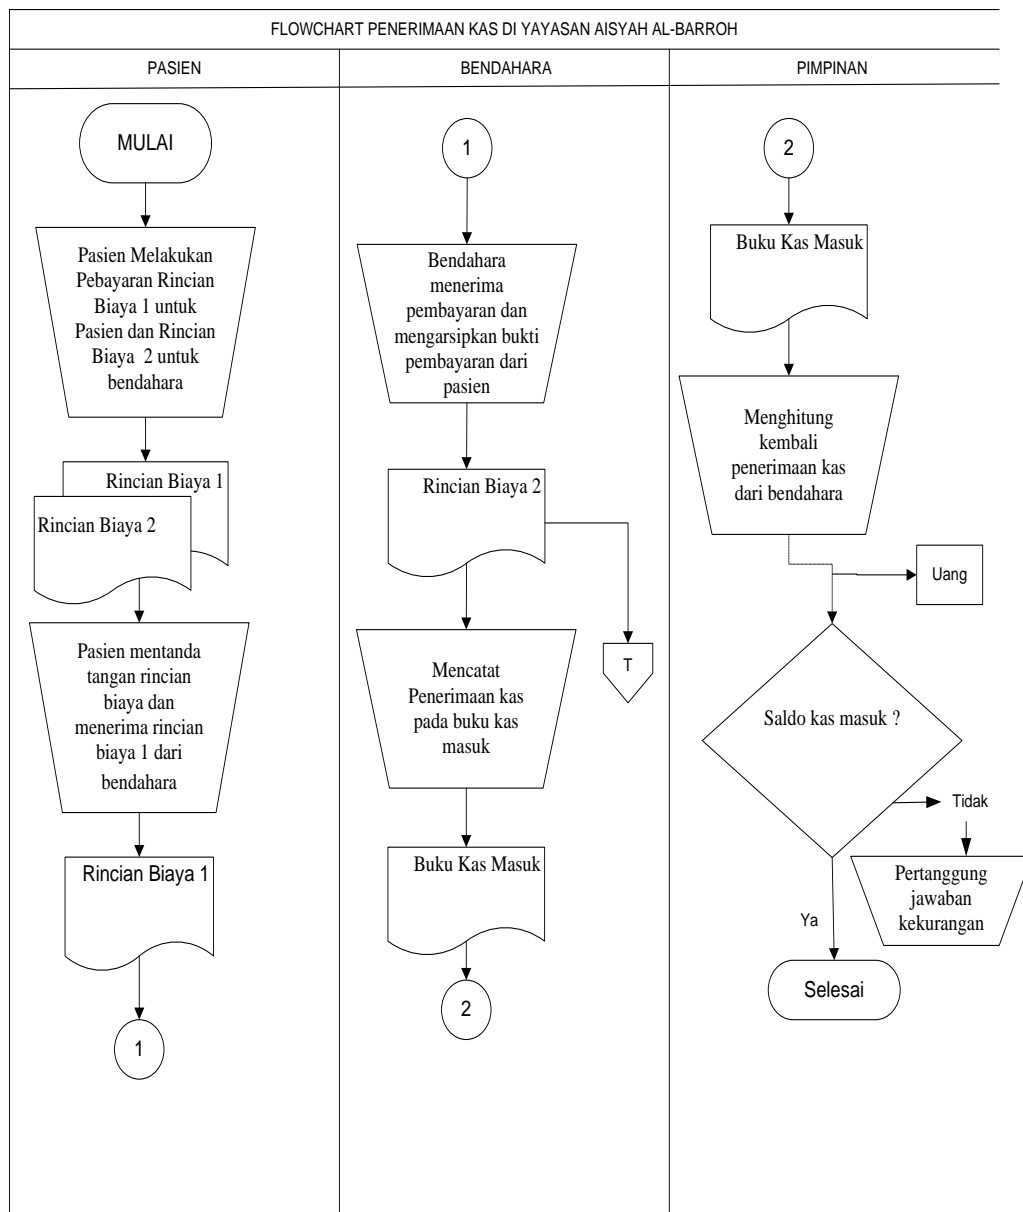 FLOWCHART PENERIMAAN KAS DI YAYASAN AISYAH AL-BARROH
PASIEN
BENDAHARA
PIMPINAN
MULAI
Pasien Melakukan
Pebayaran Rincian
Biaya 1 untuk
Pasien dan Rincian
Biaya 2 untuk
bendahara
Rincian Biaya 1
Rincian Biaya 2
Pasien mentanda
tangan rincian
biaya dan
menerima rincian
biaya 1 dari
bendahara
Rincian Biaya 1
1
1
Bendahara
menerima
pembayaran dan
mengarsipkan bukti
pembayaran dari
pasien
Rincian Biaya 2
T
Mencatat
Penerimaan kas
pada buku kas
masuk
Buku Kas Masuk
2
2
Buku Kas Masuk
Menghitung
kembali
penerimaan kas
dari bendahara
Uang
Saldo kas masuk ?
Tidak
Pertanggung
jawaban
kekurangan
Ya
Selesai